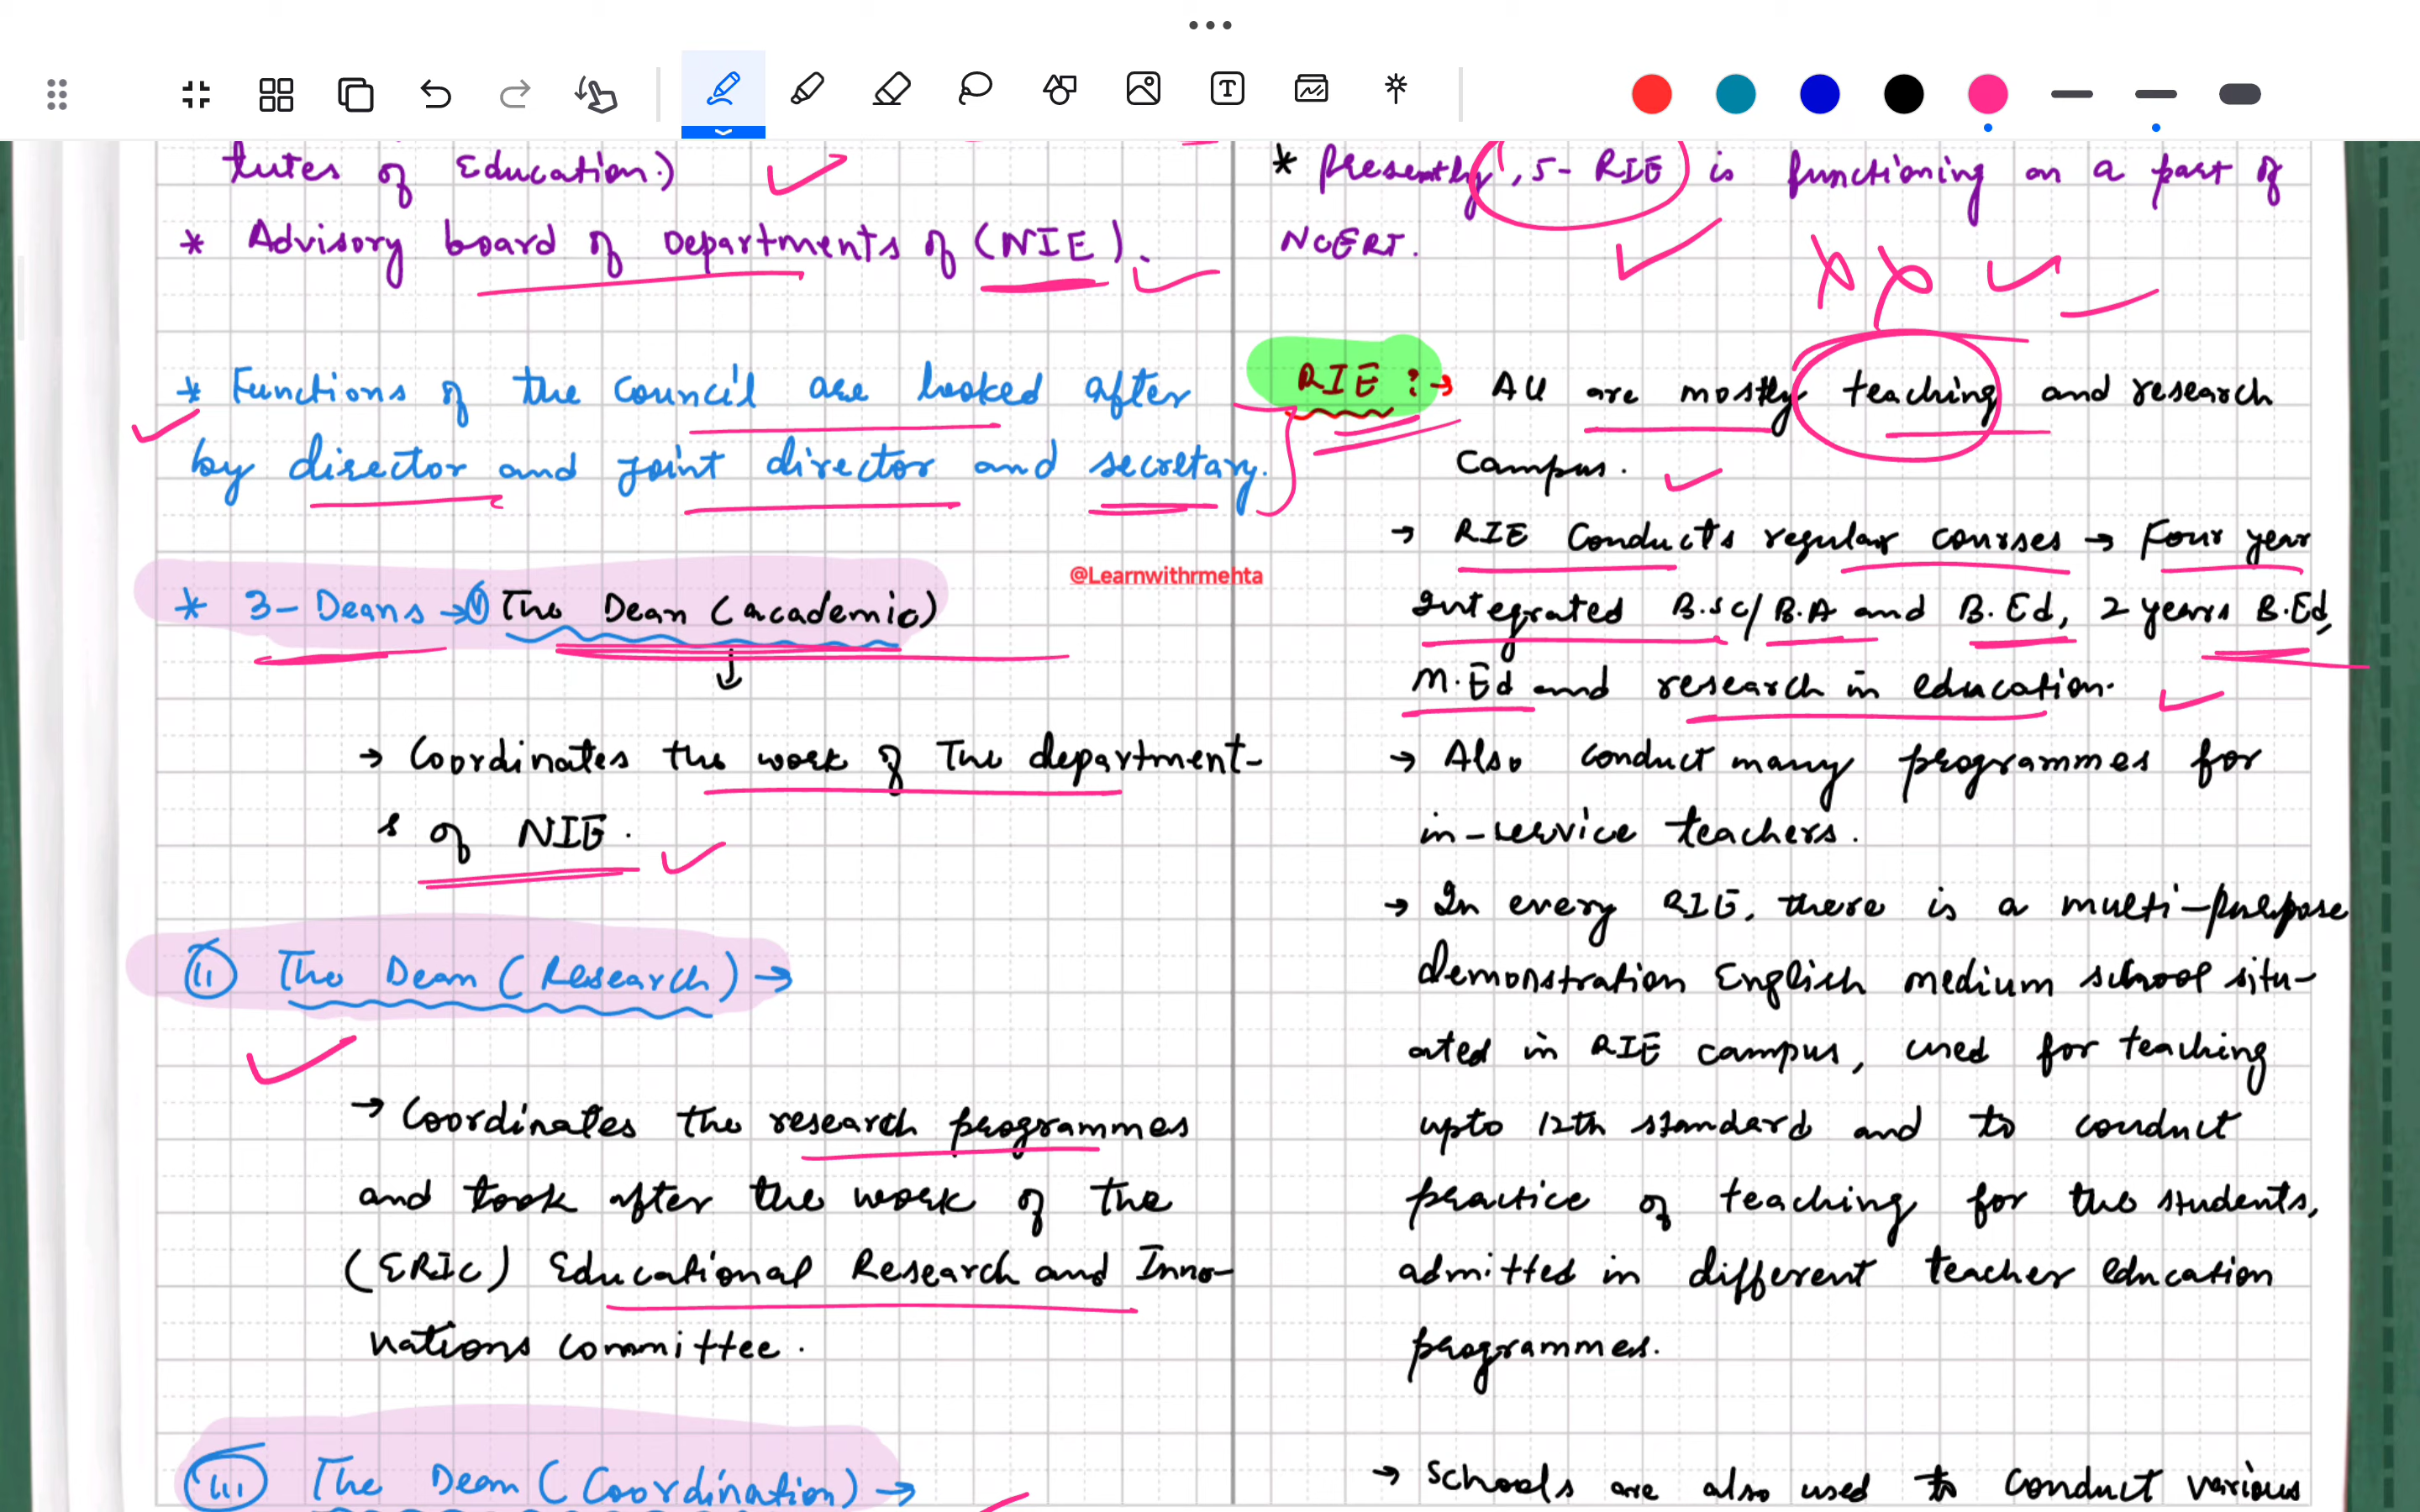 tutes of Education.)
* Advisory board of Departments of (NIE).
* Functions of the council are looked after
by director and joint director and secretary.
@Learnwithrmehta
* 3- Deans → (i) The Dean (academic)
↓
→ Coordinates the work of The department-
s of NIE.
(ii) The Dean (Research) →
→ Coordinates the research programmes
and took after the work of the
(ERIC) Educational Research and Inno-
vations committee.
(iii) The Dean (Coordination) →
* Presently, 5- RIE is functioning on a part of
NCERT.
RIE :→ All are mostly teaching and research
Campus.
→ RIE Conducts regular courses → Four year
Integrated B.sc/B.A and B.Ed, 2 years B.Ed,
M.Ed and research in education.
→ Also conduct many programmes for
in-service teachers.
→ In every RIE, there is a multi-purpose
demonstration English medium school situ-
ated in RIE campus, used for teaching
upto 12th standard and to conduct
practice of teaching for the students,
admitted in different teacher education
programmes.
→ Schools are also used to conduct various